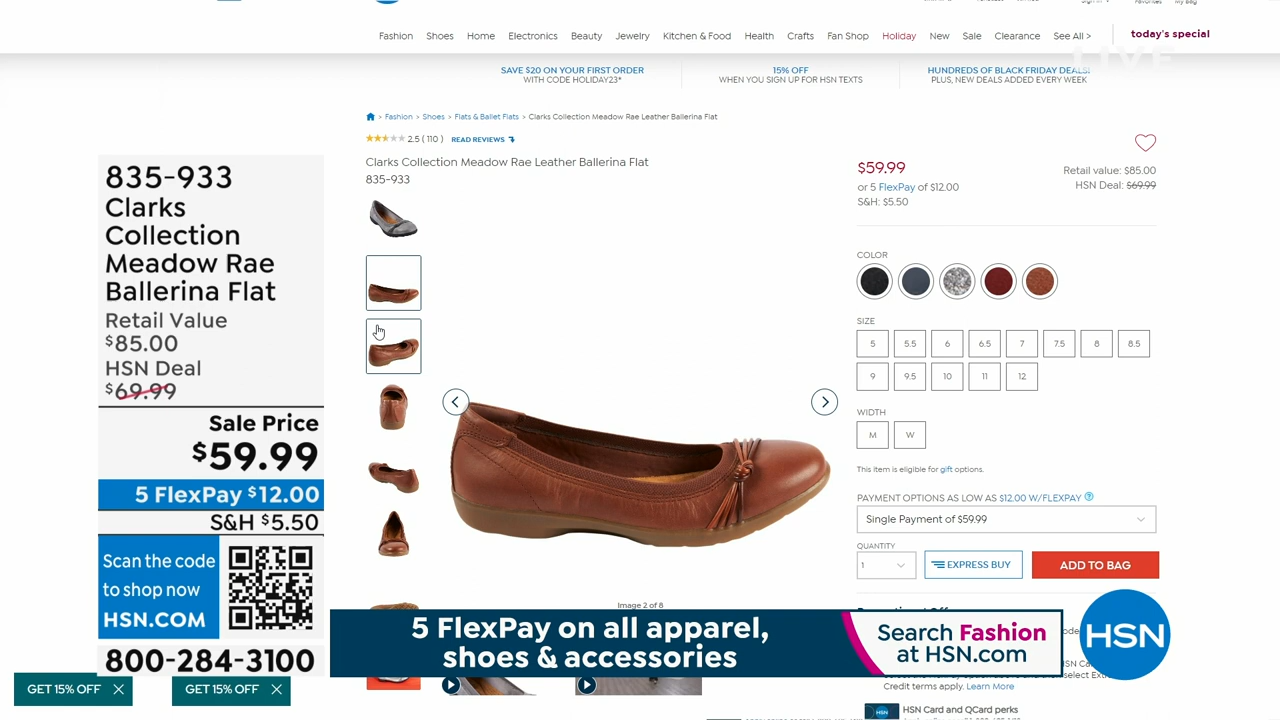 Fashion Shoes Home Electronics Beauty Jewelry Kitchen & Food Health Crafts Fan Shop Holiday New Sale Clearance See All >
today's special
LIVE
SAVE $20 ON YOUR FIRST ORDER
WITH CODE HOLIDAY23*
15% OFF
WHEN YOU SIGN UP FOR HSN TEXTS
HUNDREDS OF BLACK FRIDAY DEALS!
PLUS, NEW DEALS ADDED EVERY WEEK
> Fashion > Shoes > Flats & Ballet Flats > Clarks Collection Meadow Rae Leather Ballerina Flat
2.5 ( 110 ) READ REVIEWS
Clarks Collection Meadow Rae Leather Ballerina Flat
835-933
835-933
Clarks
Collection
Meadow Rae
Ballerina Flat
Retail Value
$85.00
HSN Deal
$69.99
Sale Price
$59.99
5 FlexPay $12.00
S&H $5.50
Scan the code
to shop now
HSN.COM
800-284-3100
GET 15% OFF
GET 15% OFF
$59.99
or 5 FlexPay of $12.00
S&H: $5.50
Retail value: $85.00
HSN Deal: $69.99
COLOR
SIZE
5 5.5 6 6.5 7 7.5 8 8.5
9 9.5 10 11 12
WIDTH
M W
This item is eligible for gift options.
PAYMENT OPTIONS AS LOW AS $12.00 W/FLEXPAY
Single Payment of $59.99
QUANTITY
1
EXPRESS BUY
ADD TO BAG
Image 2 of 8
5 FlexPay on all apparel,
shoes & accessories
Search Fashion
at HSN.com
HSN
Credit terms apply. Learn More
HSN
HSN Card and QCard perks